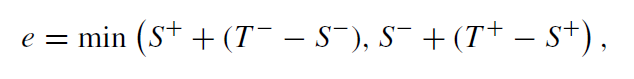 e = min (S⁺ + (T⁻ − S⁻), S⁻ + (T⁺ − S⁺) ,